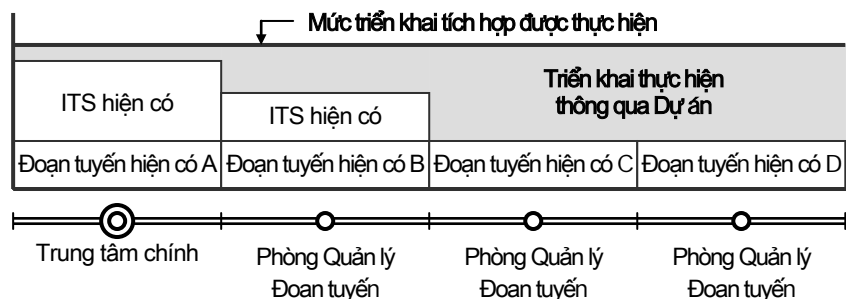 Mức triển khai tích hợp được thực hiện
Triển khai thực hiện
thông qua Dự án
ITS hiện có
ITS hiện có
Đoạn tuyến hiện có A
Đoạn tuyến hiện có B
Đoạn tuyến hiện có C
Đoạn tuyến hiện có D
Trung tâm chính
Phòng Quản lý
Đoạn tuyến
Phòng Quản lý
Đoạn tuyến
Phòng Quản lý
Đoạn tuyến